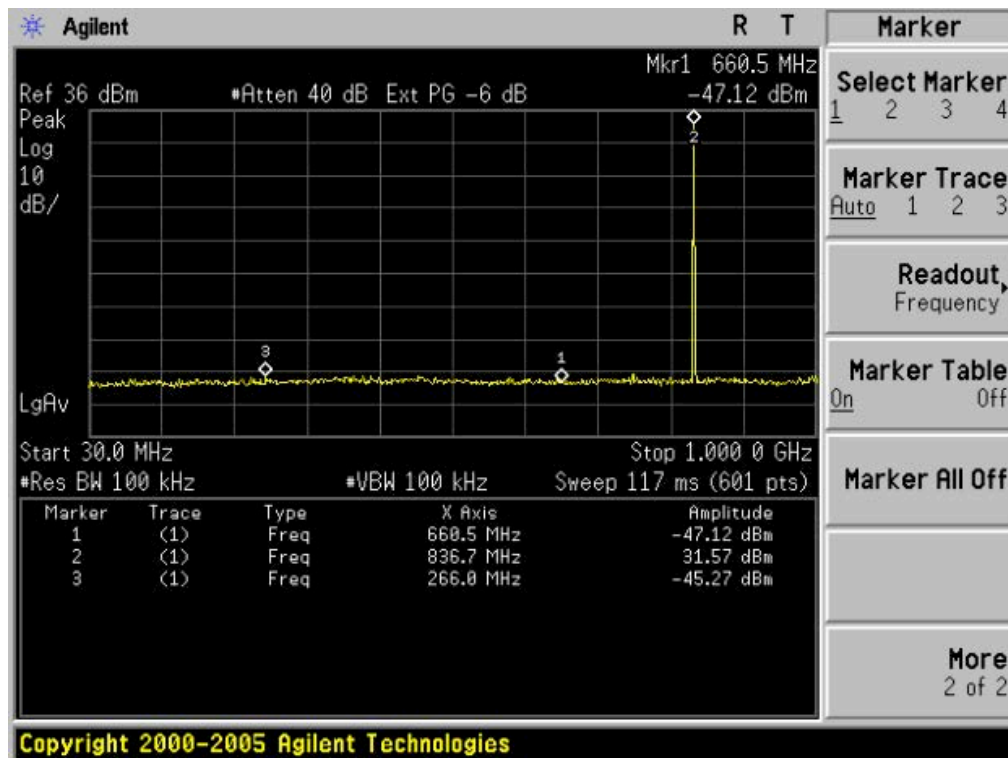 Agilent R T
Mkr1 660.5 MHz
Ref 36 dBm #Atten 40 dB Ext PG -6 dB -47.12 dBm
Peak
Log
10
dB/
2
3
1
LgAv
Start 30.0 MHz Stop 1.000 0 GHz
#Res BW 100 kHz #VBW 100 kHz Sweep 117 ms (601 pts)
Marker Trace Type X Axis Amplitude
1 (1) Freq 660.5 MHz -47.12 dBm
2 (1) Freq 836.7 MHz 31.57 dBm
3 (1) Freq 266.0 MHz -45.27 dBm
Marker
Select Marker
1 2 3 4
Marker Trace
Auto 1 2 3
Readout
Frequency
Marker Table
On Off
Marker All Off
More
2 of 2
Copyright 2000-2005 Agilent Technologies